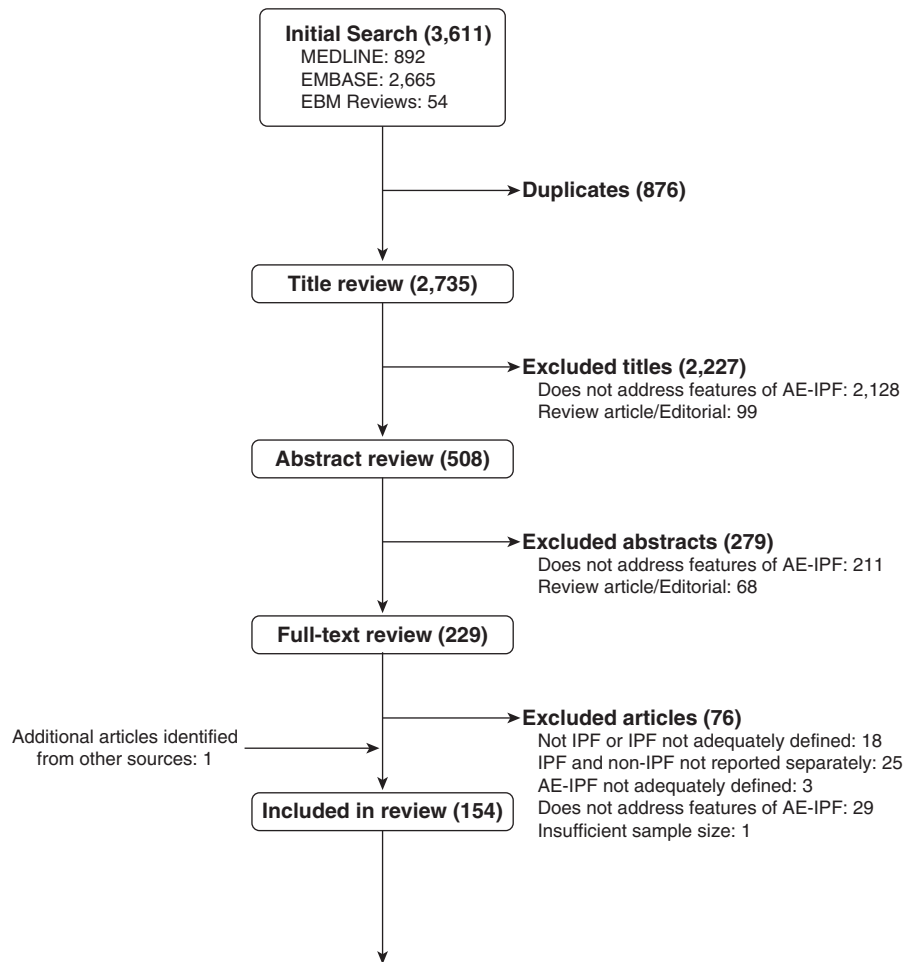 Initial Search (3,611)
MEDLINE: 892
EMBASE: 2,665
EBM Reviews: 54
Duplicates (876)
Title review (2,735)
Excluded titles (2,227)
Does not address features of AE-IPF: 2,128
Review article/Editorial: 99
Abstract review (508)
Excluded abstracts (279)
Does not address features of AE-IPF: 211
Review article/Editorial: 68
Full-text review (229)
Excluded articles (76)
Not IPF or IPF not adequately defined: 18
IPF and non-IPF not reported separately: 25
AE-IPF not adequately defined: 3
Does not address features of AE-IPF: 29
Insufficient sample size: 1
Additional articles identified
from other sources: 1
Included in review (154)